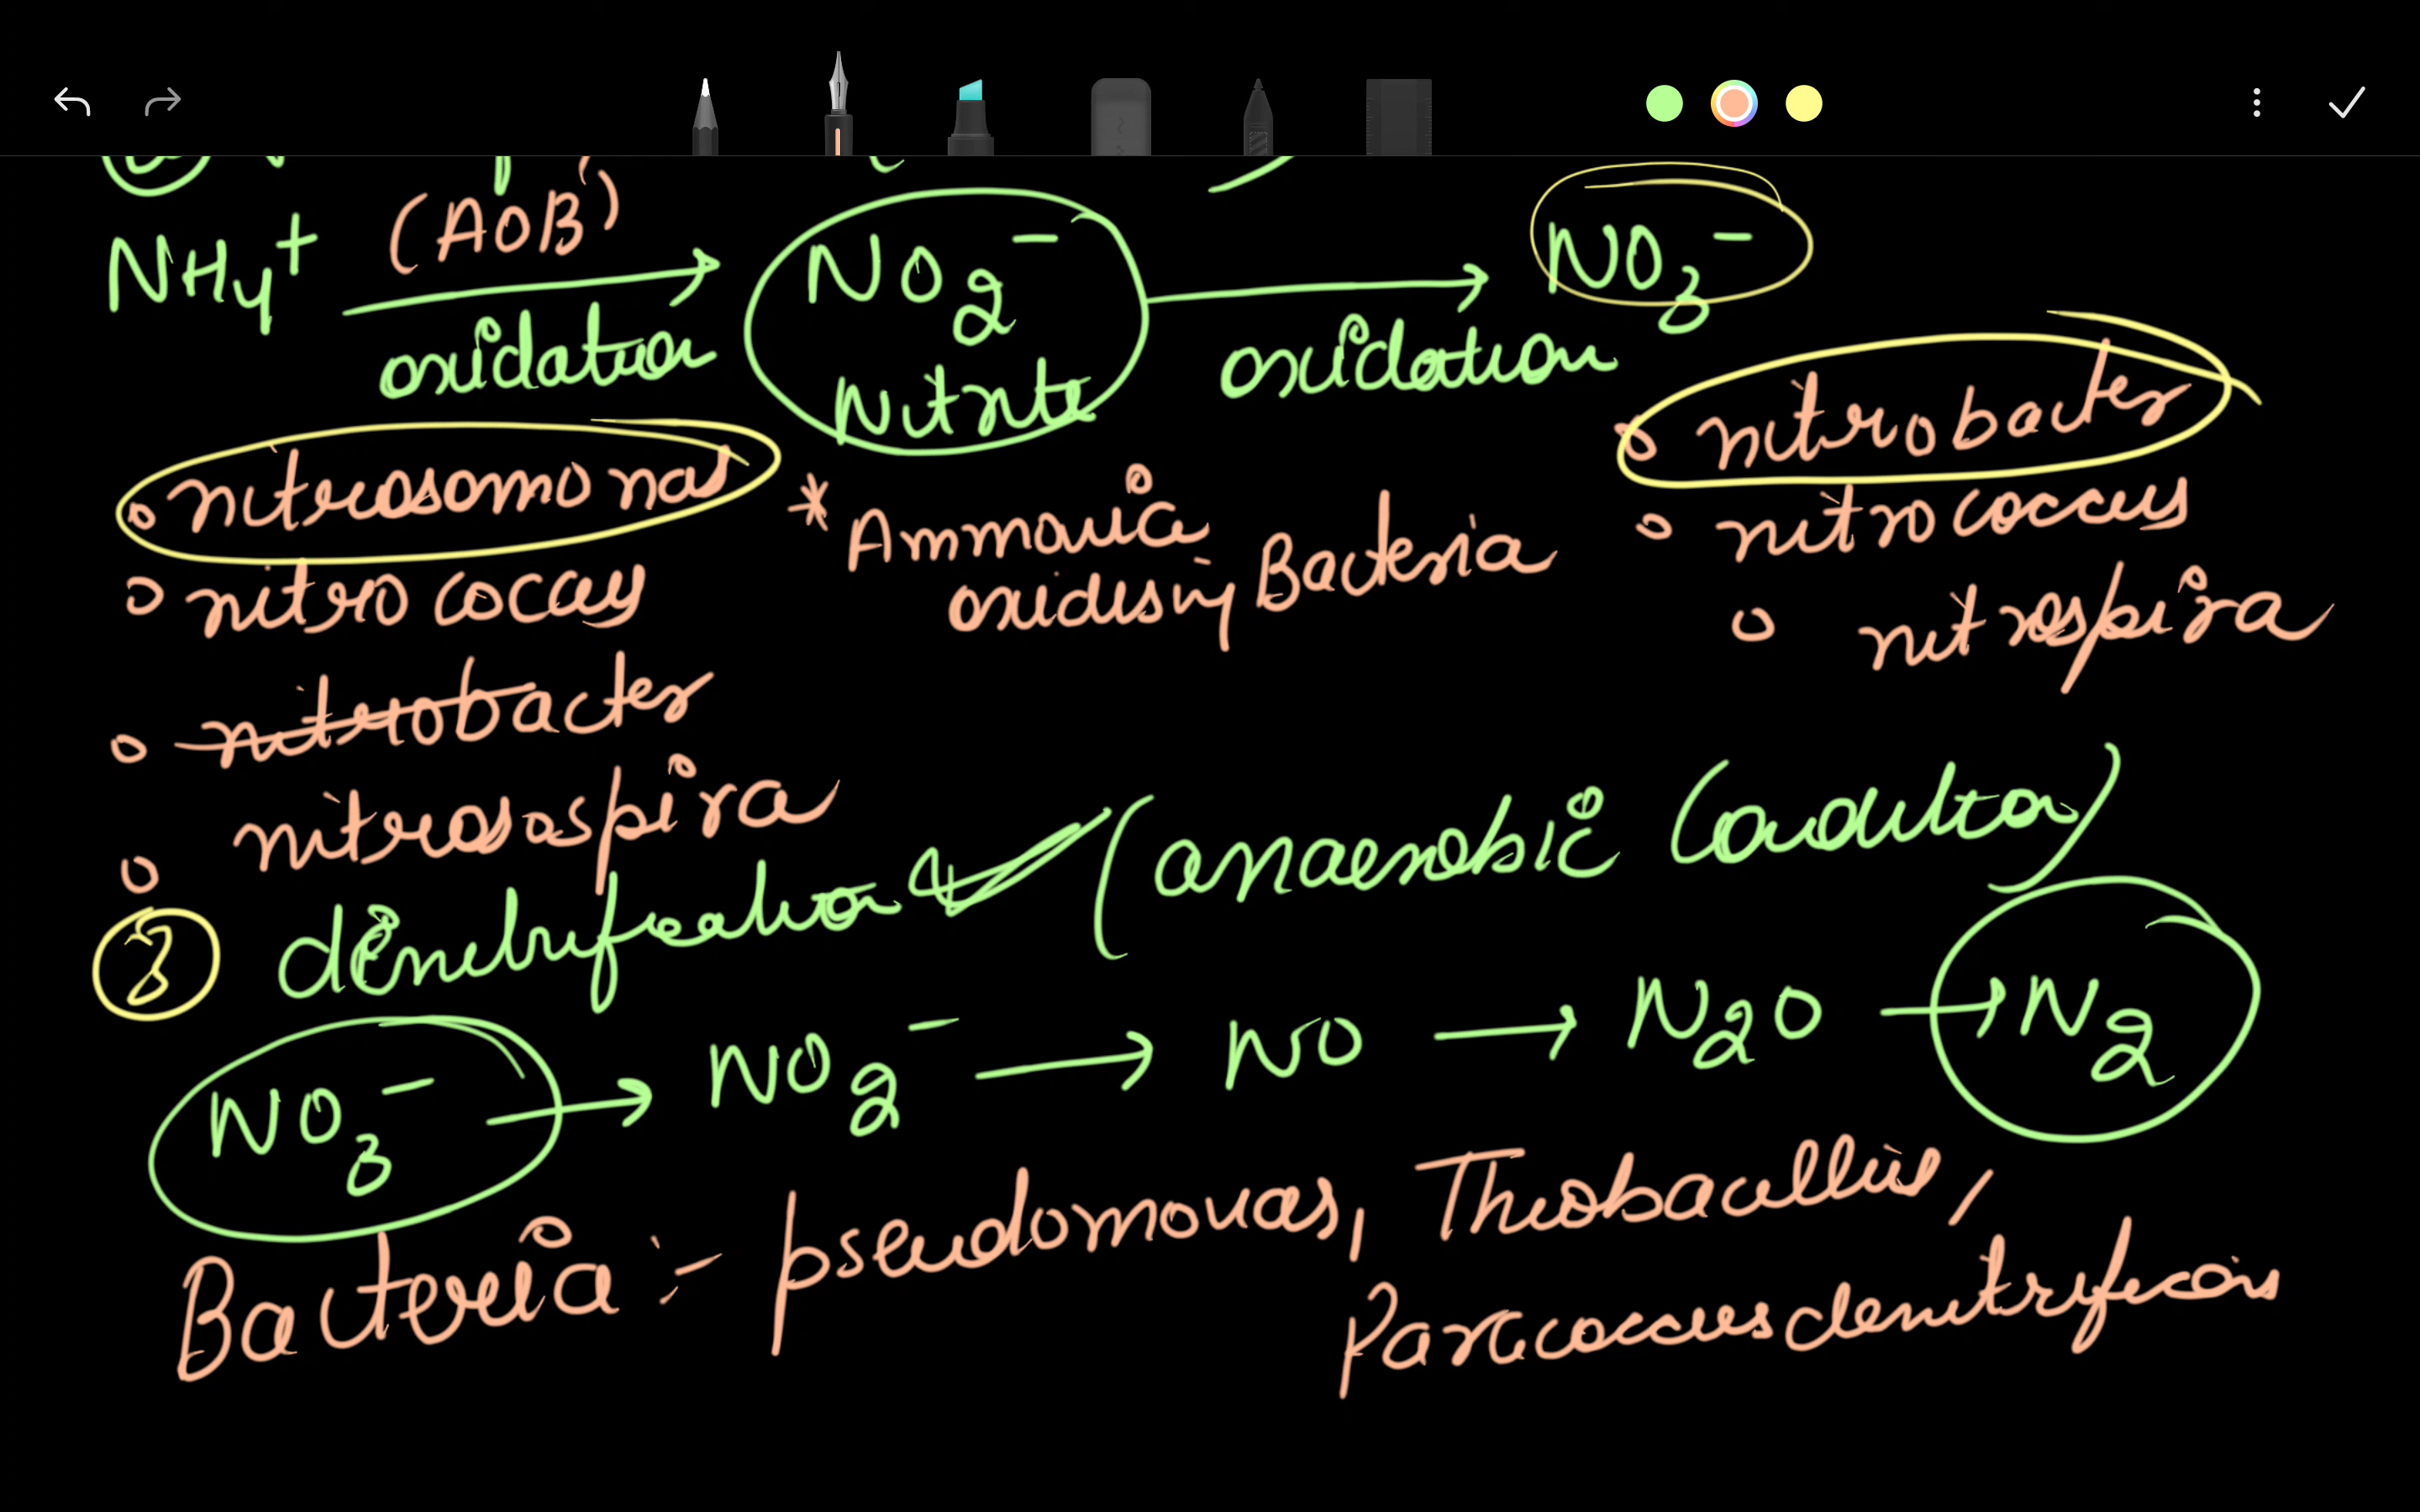 NH4+ (AOB) NO2- NO3-
oxidation Nitrite oxidation
nitrosomonas * Ammonia oxidising Bacteria nitrobacter
nitrococcus nitrococcus
nitrobacter nitrospira
nitrosospira
3 denitrification (anaerobic condition)
NO3- → NO2- → NO → N2O → N2
Bacteria :- pseudomonas, Thiobacillus,
Paracoccus denitrificans